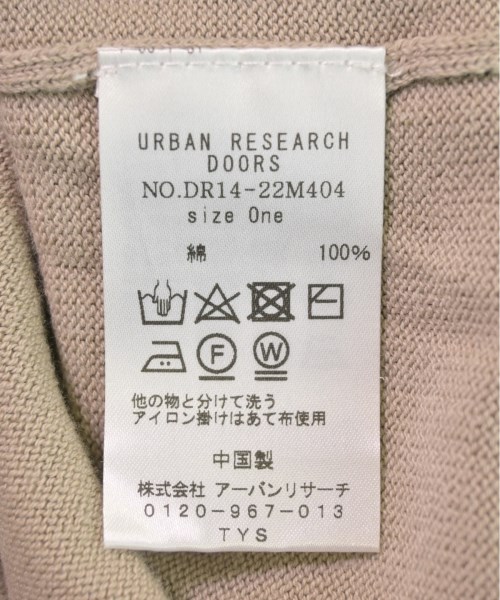 URBAN RESEARCH
DOORS
NO.DR14-22M404
size One
綿 100%
F W
他の物と分けて洗う
アイロン掛けはあて布使用
中国製
株式会社 アーバンリサーチ
0120-967-013
TYS